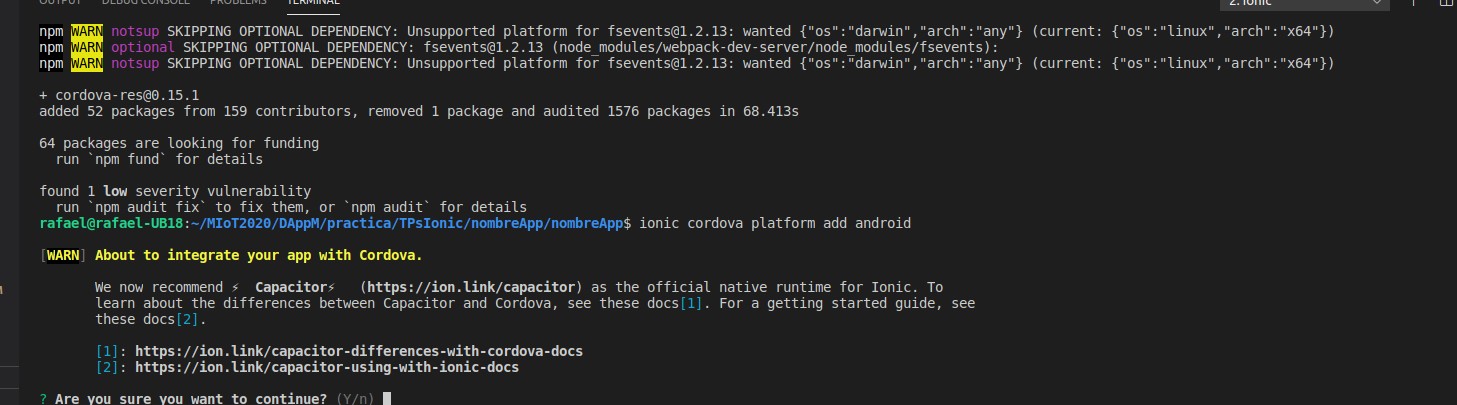 OUTPUT DEBUG CONSOLE PROBLEMS TERMINAL 2: ionic
npm WARN notsup SKIPPING OPTIONAL DEPENDENCY: Unsupported platform for fsevents@1.2.13: wanted {"os":"darwin","arch":"any"} (current: {"os":"linux","arch":"x64"})
npm WARN optional SKIPPING OPTIONAL DEPENDENCY: fsevents@1.2.13 (node_modules/webpack-dev-server/node_modules/fsevents):
npm WARN notsup SKIPPING OPTIONAL DEPENDENCY: Unsupported platform for fsevents@1.2.13: wanted {"os":"darwin","arch":"any"} (current: {"os":"linux","arch":"x64"})
+ cordova-res@0.15.1
added 52 packages from 159 contributors, removed 1 package and audited 1576 packages in 68.413s
64 packages are looking for funding
run `npm fund` for details
found 1 low severity vulnerability
run `npm audit fix` to fix them, or `npm audit` for details
rafael@rafael-UB18:~/MIoT2020/DAppM/practica/TPsIonic/nombreApp/nombreApp$ ionic cordova platform add android
[WARN] About to integrate your app with Cordova.
We now recommend ⚡ Capacitor⚡ (https://ion.link/capacitor) as the official native runtime for Ionic. To
learn about the differences between Capacitor and Cordova, see these docs[1]. For a getting started guide, see
these docs[2].
[1]: https://ion.link/capacitor-differences-with-cordova-docs
[2]: https://ion.link/capacitor-using-with-ionic-docs
? Are you sure you want to continue? (Y/n)